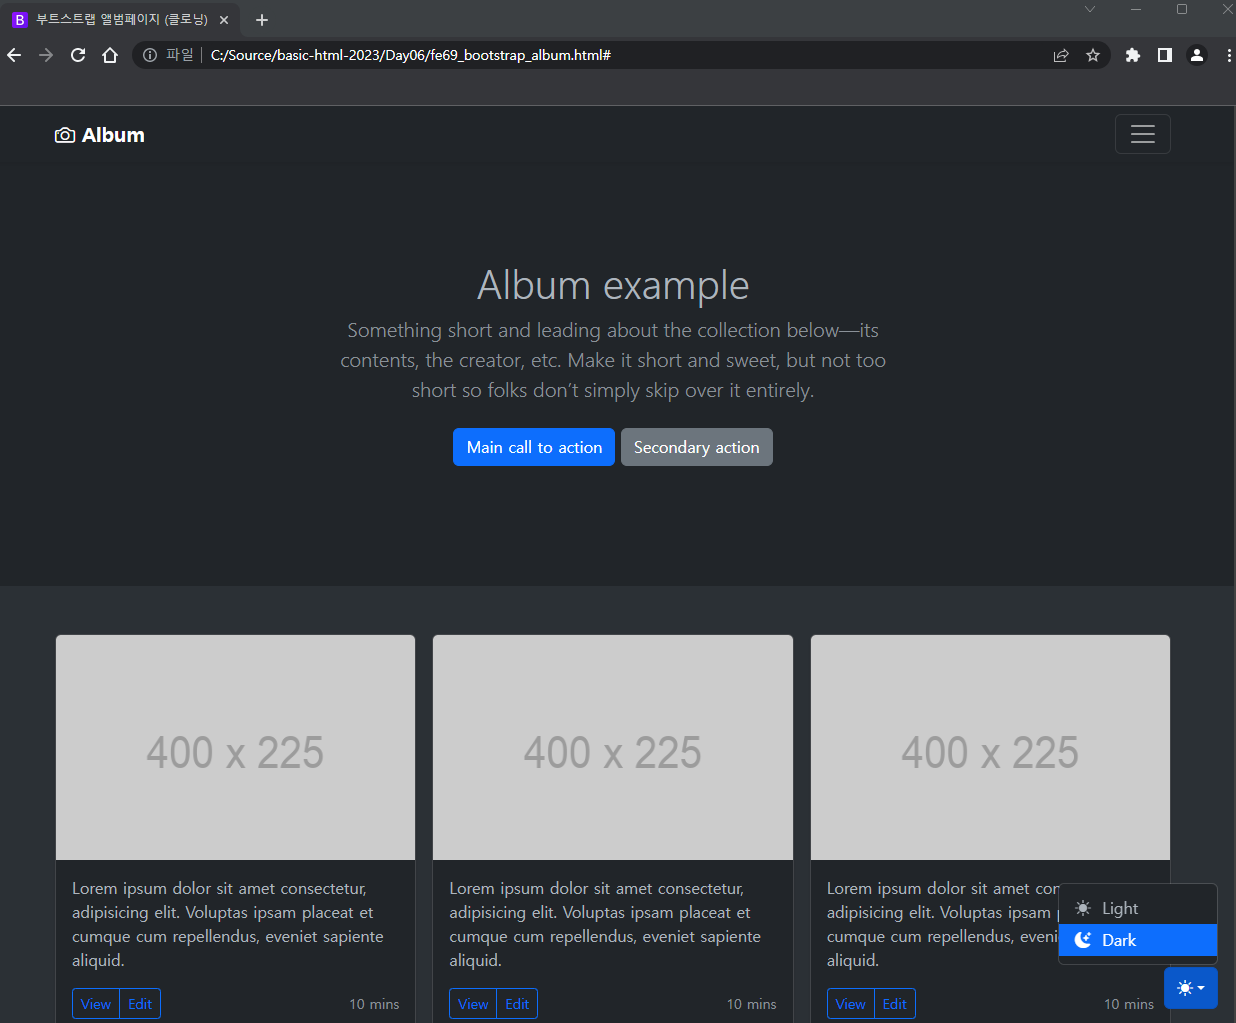 B 부트스트랩 앨범페이지 (클로닝)
파일 C:/Source/basic-html-2023/Day06/fe69_bootstrap_album.html#
Album
Album example
Something short and leading about the collection below—its
contents, the creator, etc. Make it short and sweet, but not too
short so folks don’t simply skip over it entirely.
Main call to action Secondary action
400 x 225
Lorem ipsum dolor sit amet consectetur,
adipisicing elit. Voluptas ipsam placeat et
cumque cum repellendus, eveniet sapiente
aliquid.
View Edit 10 mins
400 x 225
Lorem ipsum dolor sit amet consectetur,
adipisicing elit. Voluptas ipsam placeat et
cumque cum repellendus, eveniet sapiente
aliquid.
View Edit 10 mins
400 x 225
Lorem ipsum dolor sit amet
adipisicing elit. Voluptas ipsam
cumque cum repellendus,
aliquid.
View Edit 10 mins
Light
Dark